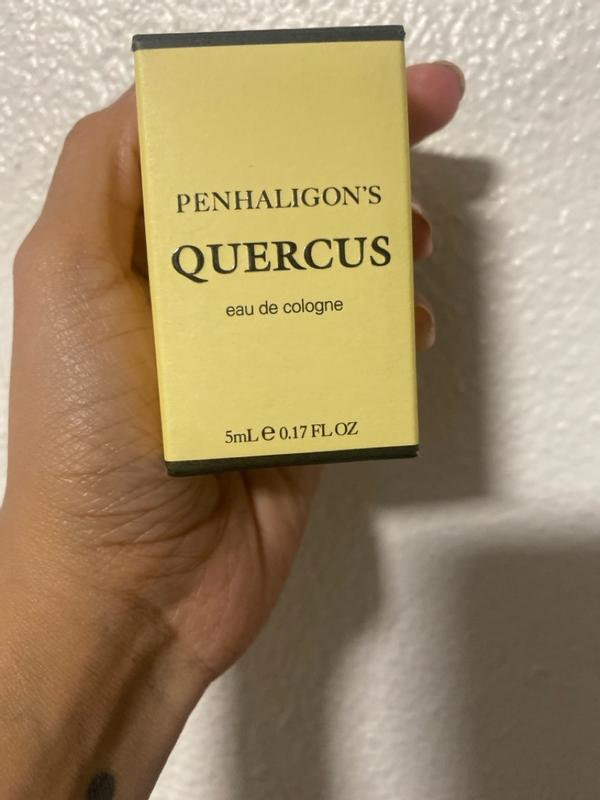 PENHALIGON'S
QUERCUS
eau de cologne
5mL e 0.17 FL OZ